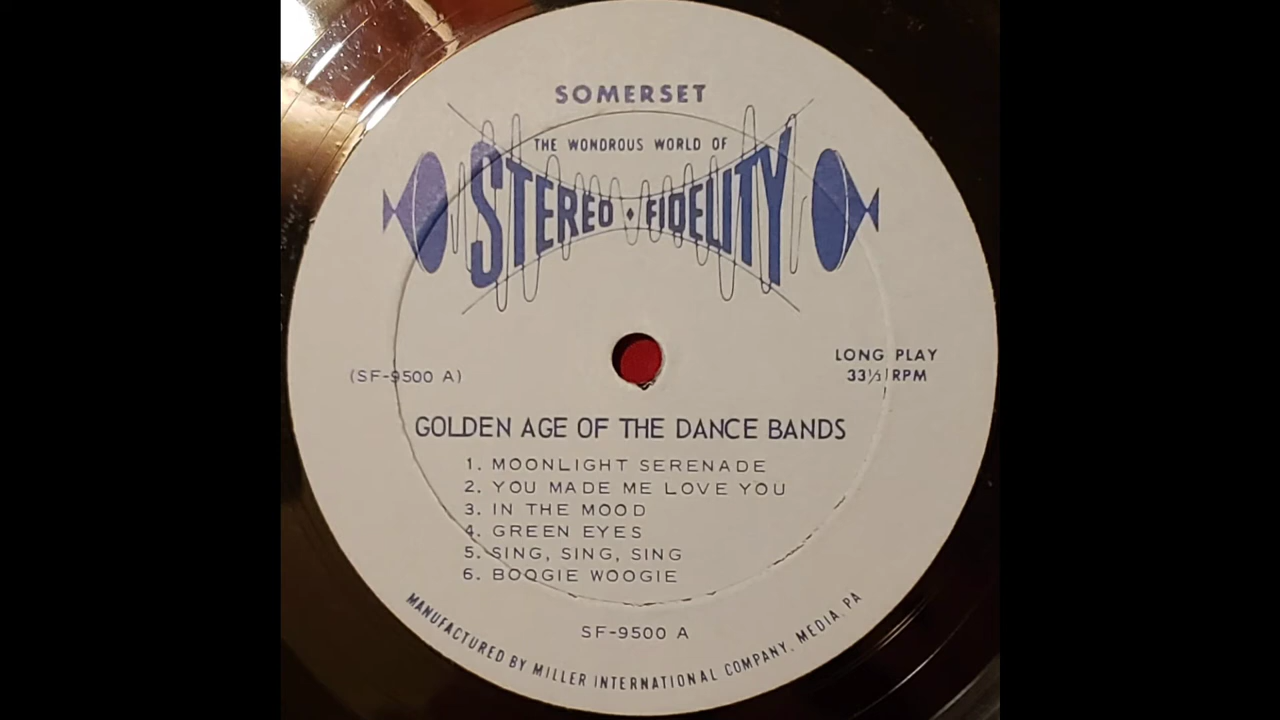 SOMERSET
THE WONDROUS WORLD OF
STEREO ♦ FIDELITY
(SF-9500 A)
LONG PLAY
33⅓ RPM
GOLDEN AGE OF THE DANCE BANDS
1. MOONLIGHT SERENADE
2. YOU MADE ME LOVE YOU
3. IN THE MOOD
4. GREEN EYES
5. SING, SING, SING
6. BOOGIE WOOGIE
SF-9500 A
MANUFACTURED BY MILLER INTERNATIONAL COMPANY, MEDIA, PA